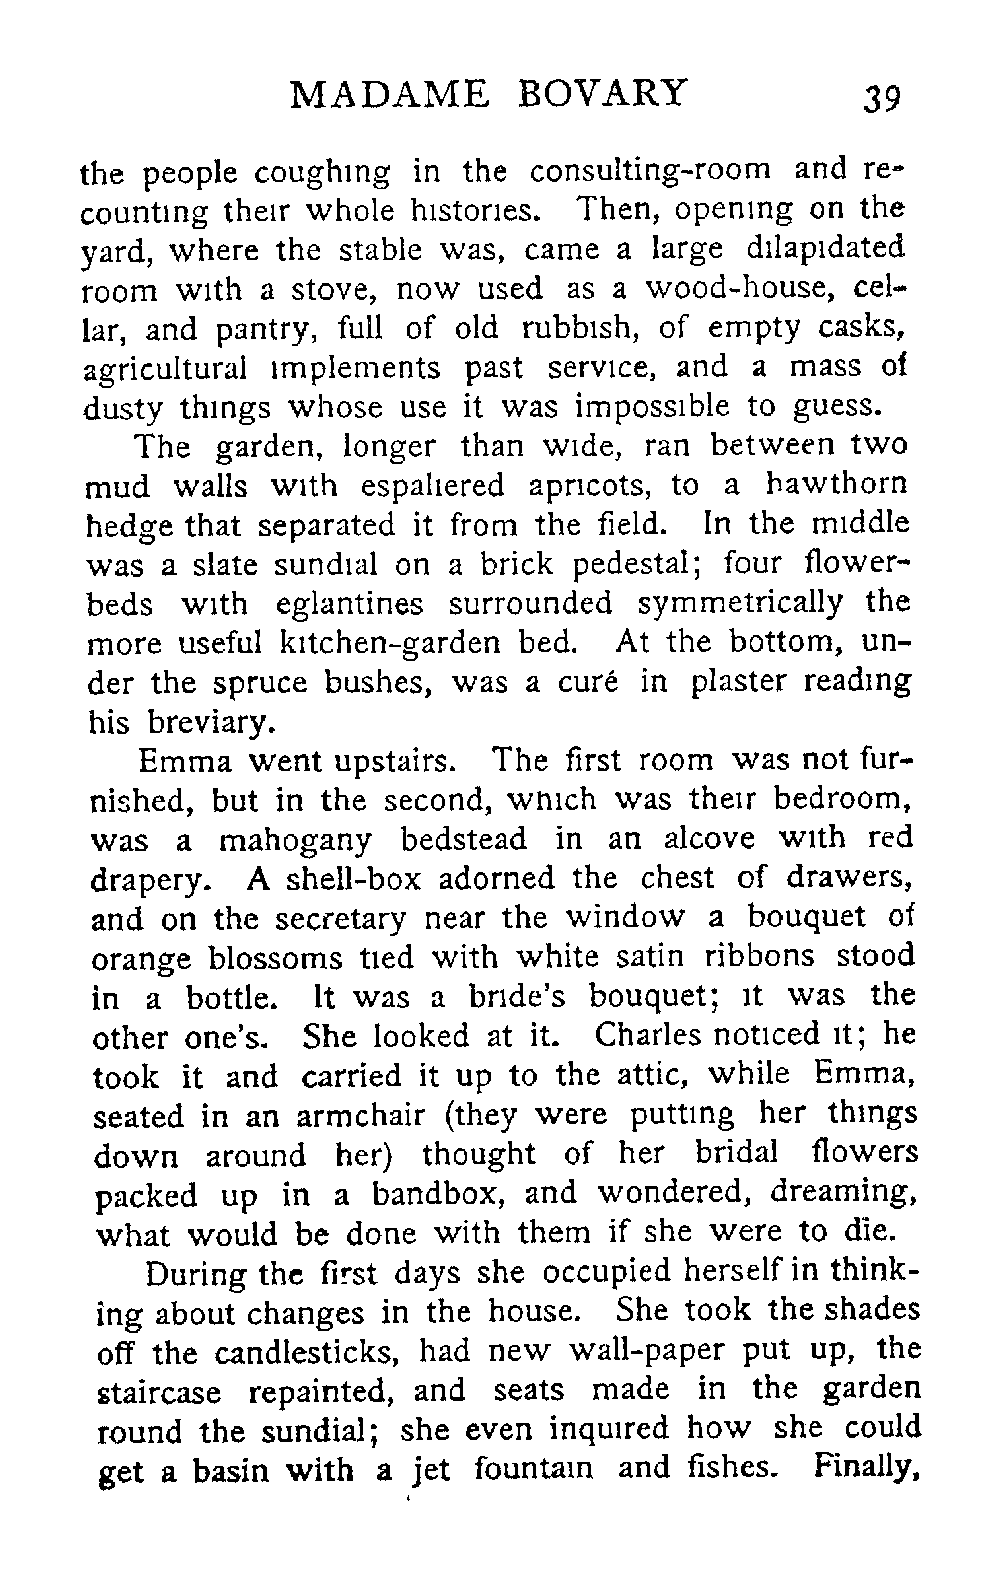 MADAME BOVARY 39
the people coughing in the consulting-room and re-
counting their whole histories. Then, opening on the
yard, where the stable was, came a large dilapidated
room with a stove, now used as a wood-house, cel-
lar, and pantry, full of old rubbish, of empty casks,
agricultural implements past service, and a mass of
dusty things whose use it was impossible to guess.
The garden, longer than wide, ran between two
mud walls with espaliered apricots, to a hawthorn
hedge that separated it from the field. In the middle
was a slate sundial on a brick pedestal; four flower-
beds with eglantines surrounded symmetrically the
more useful kitchen-garden bed. At the bottom, un-
der the spruce bushes, was a curé in plaster reading
his breviary.
Emma went upstairs. The first room was not fur-
nished, but in the second, which was their bedroom,
was a mahogany bedstead in an alcove with red
drapery. A shell-box adorned the chest of drawers,
and on the secretary near the window a bouquet of
orange blossoms tied with white satin ribbons stood
in a bottle. It was a bride's bouquet; it was the
other one's. She looked at it. Charles noticed it; he
took it and carried it up to the attic, while Emma,
seated in an armchair (they were putting her things
down around her) thought of her bridal flowers
packed up in a bandbox, and wondered, dreaming,
what would be done with them if she were to die.
During the first days she occupied herself in think-
ing about changes in the house. She took the shades
off the candlesticks, had new wall-paper put up, the
staircase repainted, and seats made in the garden
round the sundial; she even inquired how she could
get a basin with a jet fountain and fishes. Finally,